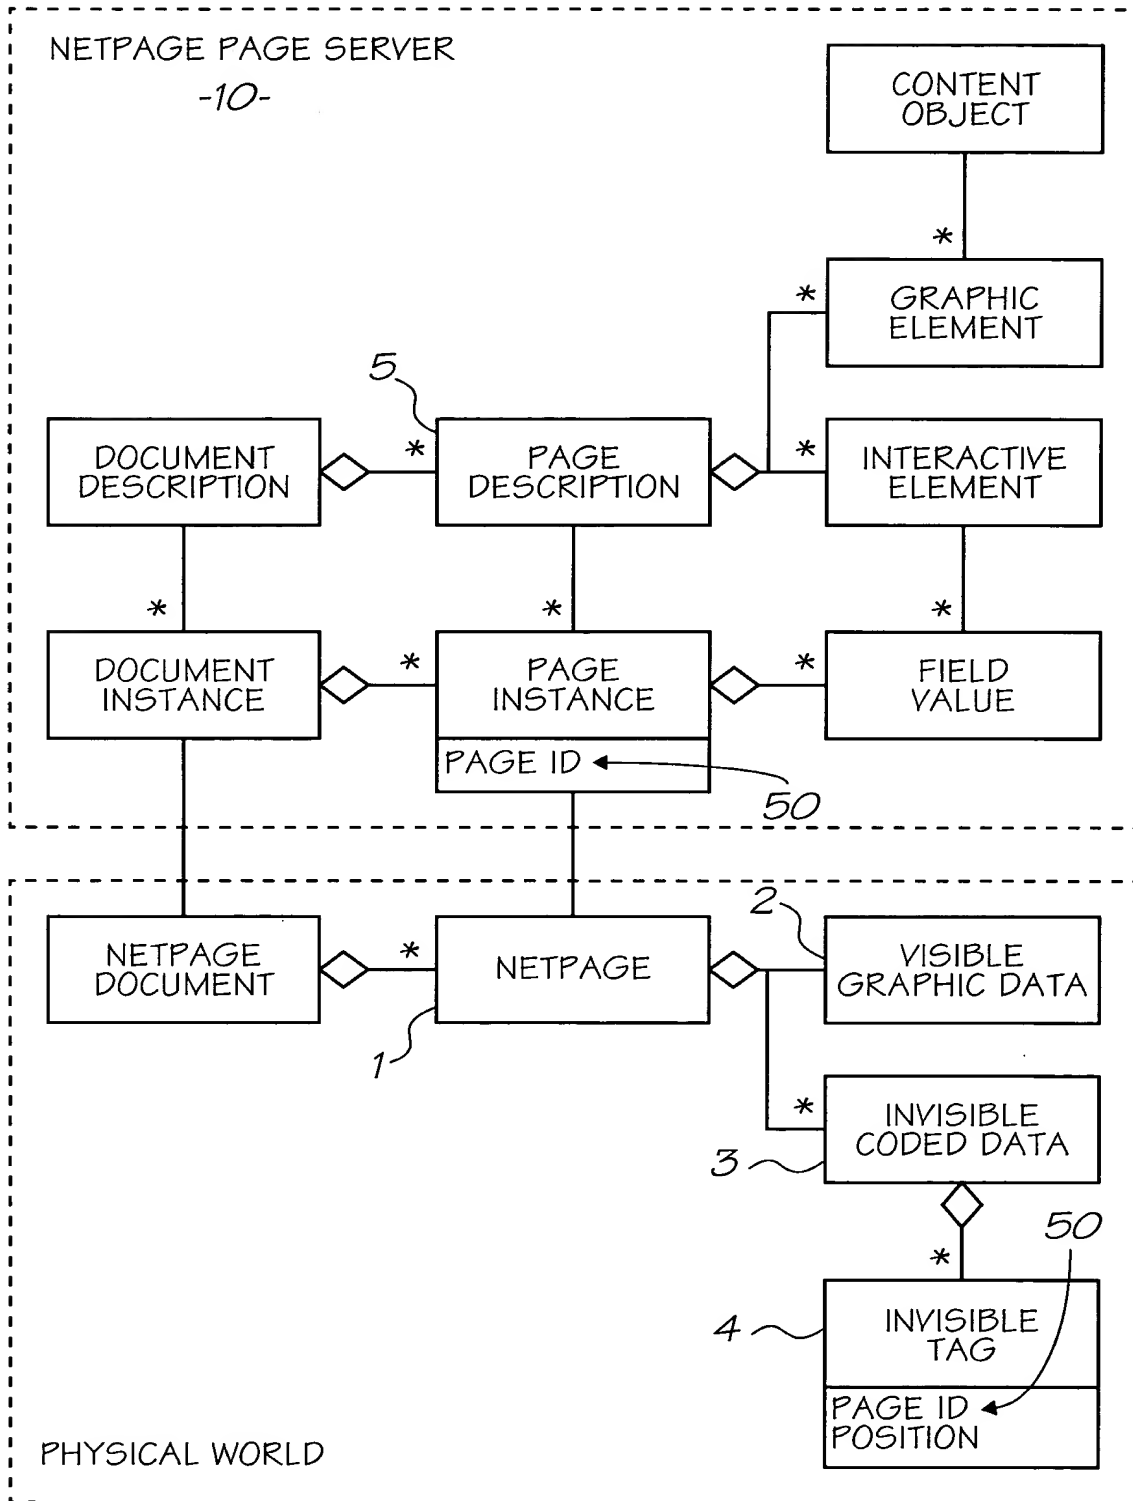 NETPAGE PAGE SERVER
-10-
CONTENT
OBJECT
*
GRAPHIC
ELEMENT
*
5
DOCUMENT
DESCRIPTION
*
PAGE
DESCRIPTION
*
INTERACTIVE
ELEMENT
*
*
*
DOCUMENT
INSTANCE
*
PAGE
INSTANCE
*
FIELD
VALUE
PAGE ID
50
2
NETPAGE
DOCUMENT
*
NETPAGE
VISIBLE
GRAPHIC DATA
1
*
INVISIBLE
CODED DATA
3
50
*
4
INVISIBLE
TAG
PAGE ID
POSITION
PHYSICAL WORLD